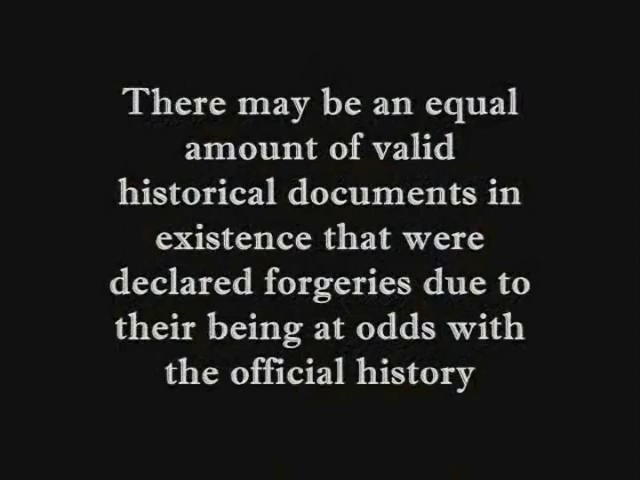 There may be an equal
amount of valid
historical documents in
existence that were
declared forgeries due to
their being at odds with
the official history